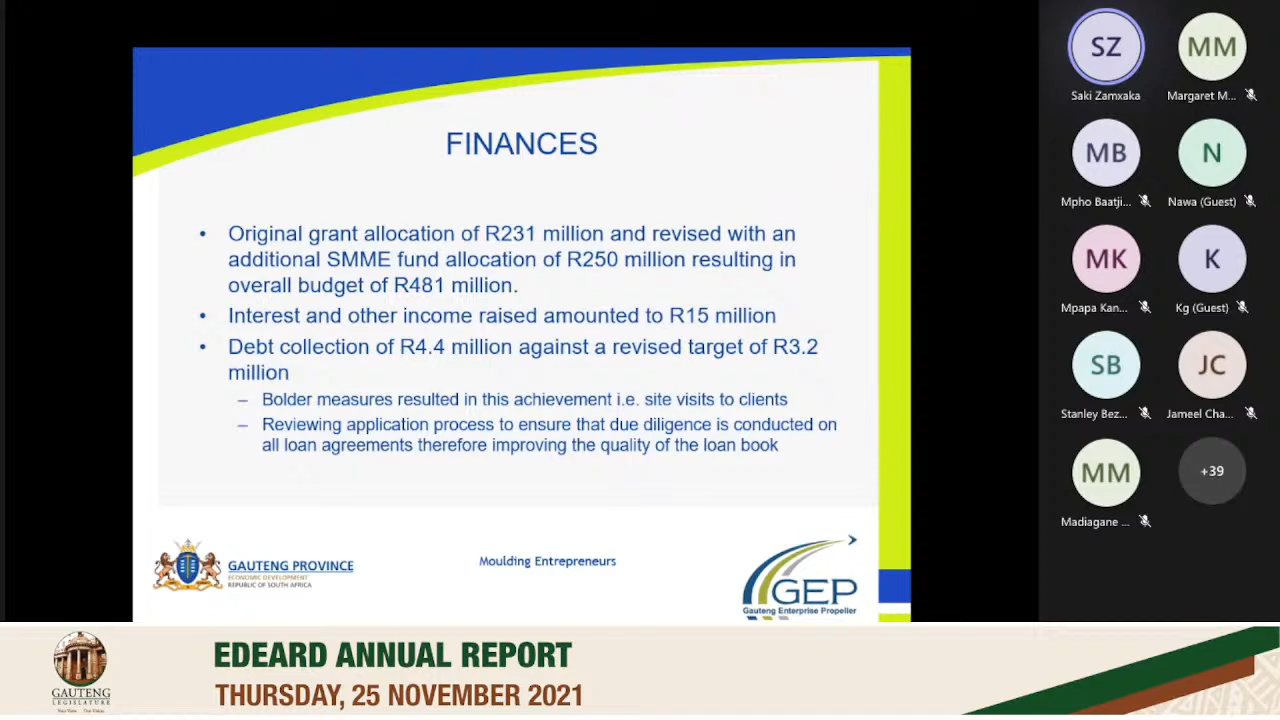 FINANCES
• Original grant allocation of R231 million and revised with an
additional SMME fund allocation of R250 million resulting in
overall budget of R481 million.
• Interest and other income raised amounted to R15 million
• Debt collection of R4.4 million against a revised target of R3.2
million
– Bolder measures resulted in this achievement i.e. site visits to clients
– Reviewing application process to ensure that due diligence is conducted on
all loan agreements therefore improving the quality of the loan book
GAUTENG PROVINCE
ECONOMIC DEVELOPMENT
REPUBLIC OF SOUTH AFRICA
Moulding Entrepreneurs
GEP
Gauteng Enterprise Propeller
SZ
Saki Zamxaka
MM
Margaret M...
MB
Mpho Baatji...
N
Nawa (Guest)
MK
Mpapa Kan...
K
Kg (Guest)
SB
Stanley Bez...
JC
Jameel Cha...
MM
Madiagane ...
+39
GAUTENG
LEGISLATURE
EDEARD ANNUAL REPORT
THURSDAY, 25 NOVEMBER 2021